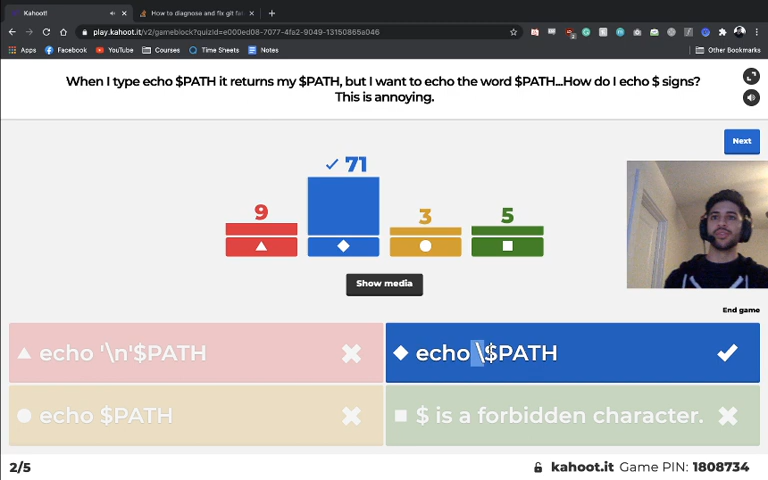 Kahoot!
How to diagnose and fix git fa
play.kahoot.it/v2/gameblock?quizId=e000ed08-7077-4fa2-9049-13150865a046
Apps
Facebook
YouTube
Courses
Time Sheets
Notes
Other Bookmarks
When I type echo $PATH it returns my $PATH, but I want to echo the word $PATH...How do I echo $ signs?
This is annoying.
Next
9
71
3
5
Show media
End game
echo '\n'$PATH
echo \$PATH
echo $PATH
$ is a forbidden character.
2/5
kahoot.it Game PIN: 1808734